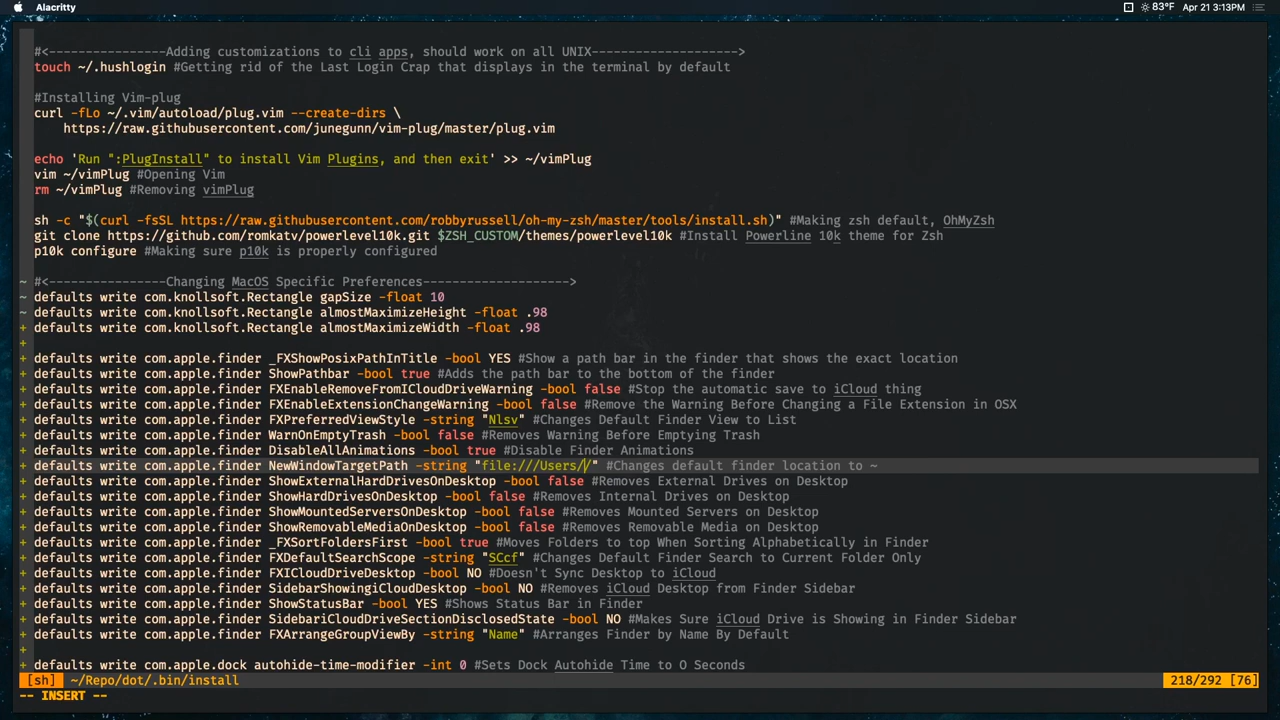 Alacritty
83°F Apr 21 3:13PM
#<----------------Adding customizations to cli apps, should work on all UNIX-------------------->
touch ~/.hushlogin #Getting rid of the Last Login Crap that displays in the terminal by default
#Installing Vim-plug
curl -fLo ~/.vim/autoload/plug.vim --create-dirs \
https://raw.githubusercontent.com/junegunn/vim-plug/master/plug.vim
echo 'Run ":PlugInstall" to install Vim Plugins, and then exit' >> ~/vimPlug
vim ~/vimPlug #Opening Vim
rm ~/vimPlug #Removing vimPlug
sh -c "$(curl -fsSL https://raw.githubusercontent.com/robbyrussell/oh-my-zsh/master/tools/install.sh)" #Making zsh default, OhMyZsh
git clone https://github.com/romkatv/powerlevel10k.git $ZSH_CUSTOM/themes/powerlevel10k #Install Powerline 10k theme for Zsh
p10k configure #Making sure p10k is properly configured
~ #<----------------Changing MacOS Specific Preferences-------------------->
~ defaults write com.knollsoft.Rectangle gapSize -float 10
~ defaults write com.knollsoft.Rectangle almostMaximizeHeight -float .98
+ defaults write com.knollsoft.Rectangle almostMaximizeWidth -float .98
+
+ defaults write com.apple.finder _FXShowPosixPathInTitle -bool YES #Show a path bar in the finder that shows the exact location
+ defaults write com.apple.finder ShowPathbar -bool true #Adds the path bar to the bottom of the finder
+ defaults write com.apple.finder FXEnableRemoveFromICloudDriveWarning -bool false #Stop the automatic save to iCloud thing
+ defaults write com.apple.finder FXEnableExtensionChangeWarning -bool false #Remove the Warning Before Changing a File Extension in OSX
+ defaults write com.apple.finder FXPreferredViewStyle -string "Nlsv" #Changes Default Finder View to List
+ defaults write com.apple.finder WarnOnEmptyTrash -bool false #Removes Warning Before Emptying Trash
+ defaults write com.apple.finder DisableAllAnimations -bool true #Disable Finder Animations
+ defaults write com.apple.finder NewWindowTargetPath -string "file:///Users//" #Changes default finder location to ~
+ defaults write com.apple.finder ShowExternalHardDrivesOnDesktop -bool false #Removes External Drives on Desktop
+ defaults write com.apple.finder ShowHardDrivesOnDesktop -bool false #Removes Internal Drives on Desktop
+ defaults write com.apple.finder ShowMountedServersOnDesktop -bool false #Removes Mounted Servers on Desktop
+ defaults write com.apple.finder ShowRemovableMediaOnDesktop -bool false #Removes Removable Media on Desktop
+ defaults write com.apple.finder _FXSortFoldersFirst -bool true #Moves Folders to top When Sorting Alphabetically in Finder
+ defaults write com.apple.finder FXDefaultSearchScope -string "SCcf" #Changes Default Finder Search to Current Folder Only
+ defaults write com.apple.finder FXICloudDriveDesktop -bool NO #Doesn't Sync Desktop to iCloud
+ defaults write com.apple.finder SidebarShowingiCloudDesktop -bool NO #Removes iCloud Desktop from Finder Sidebar
+ defaults write com.apple.finder ShowStatusBar -bool YES #Shows Status Bar in Finder
+ defaults write com.apple.finder SidebariCloudDriveSectionDisclosedState -bool NO #Makes Sure iCloud Drive is Showing in Finder Sidebar
+ defaults write com.apple.finder FXArrangeGroupViewBy -string "Name" #Arranges Finder by Name By Default
+
+ defaults write com.apple.dock autohide-time-modifier -int 0 #Sets Dock Autohide Time to O Seconds
[sh] ~/Repo/dot/.bin/install 218/292 [76]
-- INSERT --